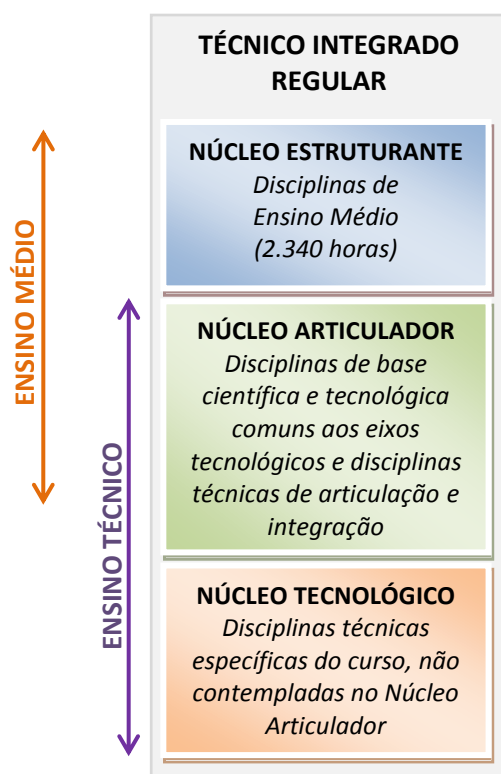 TÉCNICO INTEGRADO
REGULAR
NÚCLEO ESTRUTURANTE
Disciplinas de
Ensino Médio
(2.340 horas)
NÚCLEO ARTICULADOR
Disciplinas de base
científica e tecnológica
comuns aos eixos
tecnológicos e disciplinas
técnicas de articulação e
integração
NÚCLEO TECNOLÓGICO
Disciplinas técnicas
específicas do curso, não
contempladas no Núcleo
Articulador
ENSINO MÉDIO
ENSINO TÉCNICO